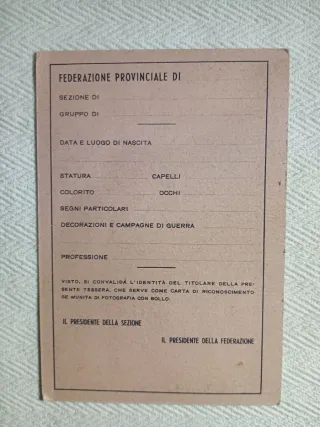 FEDERAZIONE PROVINCIALE DI
SEZIONE DI
GRUPPO DI
DATA E LUOGO DI NASCITA
STATURA CAPELLI
COLORITO OCCHI
SEGNI PARTICOLARI
DECORAZIONI E CAMPAGNE DI GUERRA
PROFESSIONE
VISTO, SI CONVALIDA L'IDENTITÀ DEL TITOLARE DELLA PRE-
SENTE TESSERA, CHE SERVE COME CARTA DI RICONOSCIMENTO
SE MUNITA DI FOTOGRAFIA CON BOLLO.
IL PRESIDENTE DELLA SEZIONE
IL PRESIDENTE DELLA FEDERAZIONE